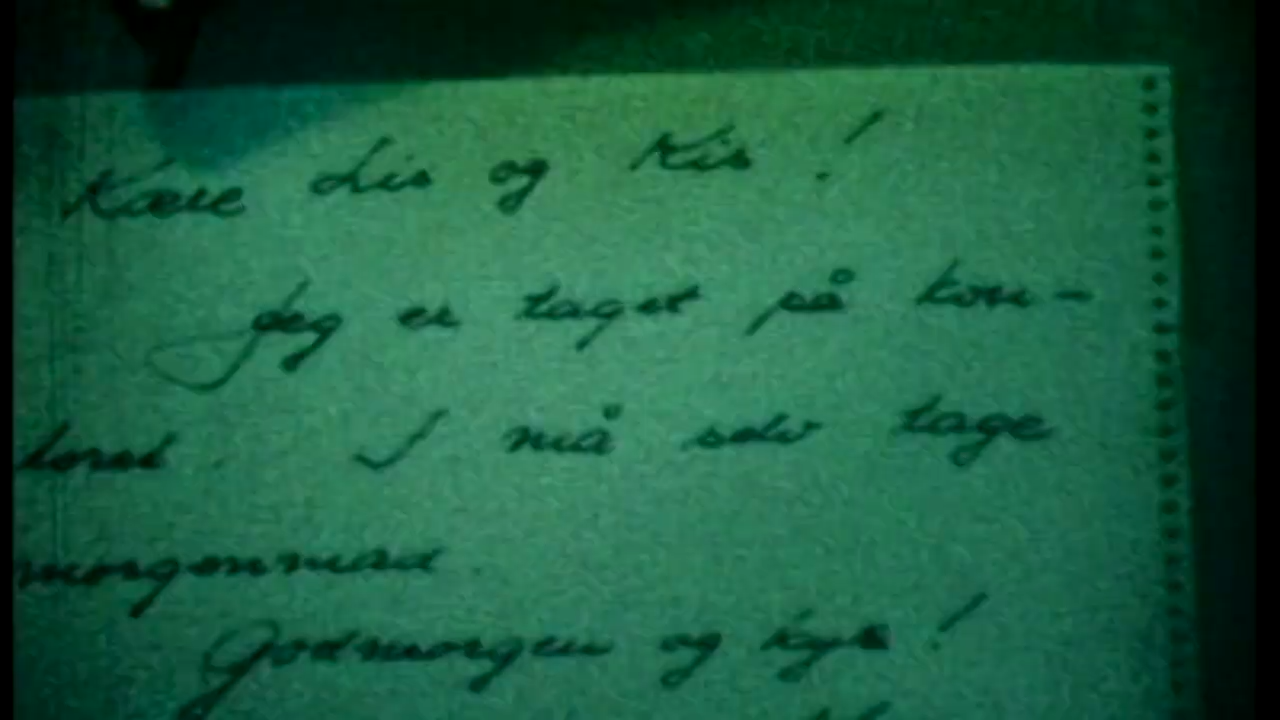 Kære Lis og Kis !
Jeg er taget på kon-
toret. I må selv tage
morgenmad.
Godmorgen og kys !